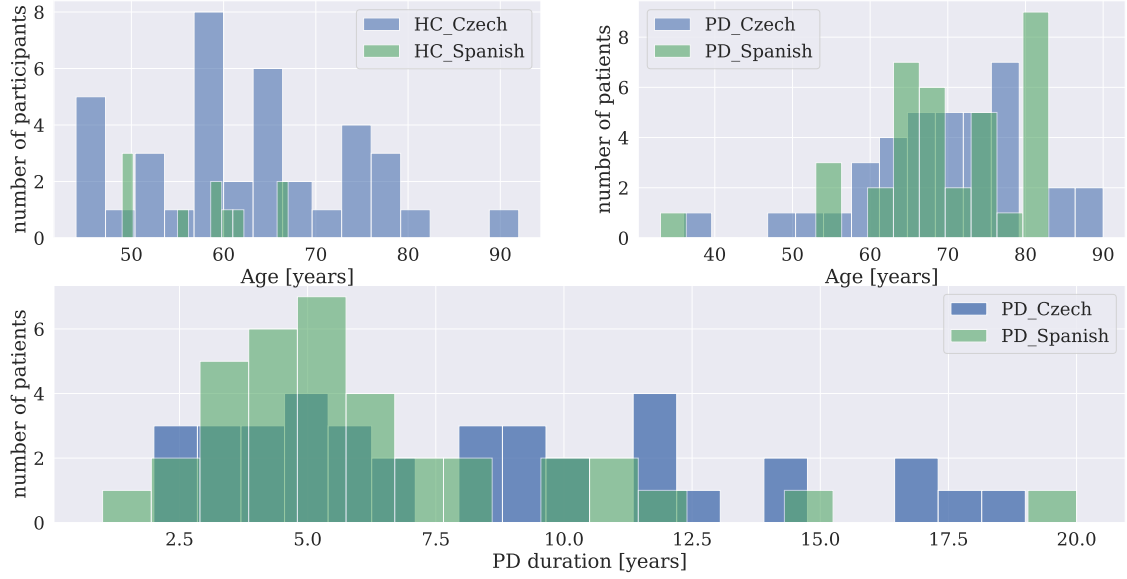 number of participants
8
6
4
2
0
HC_Czech
HC_Spanish
50 60 70 80 90
Age [years]
number of patients
8
6
4
2
0
PD_Czech
PD_Spanish
40 50 60 70 80 90
Age [years]
number of patients
6
4
2
0
PD_Czech
PD_Spanish
2.5 5.0 7.5 10.0 12.5 15.0 17.5 20.0
PD duration [years]